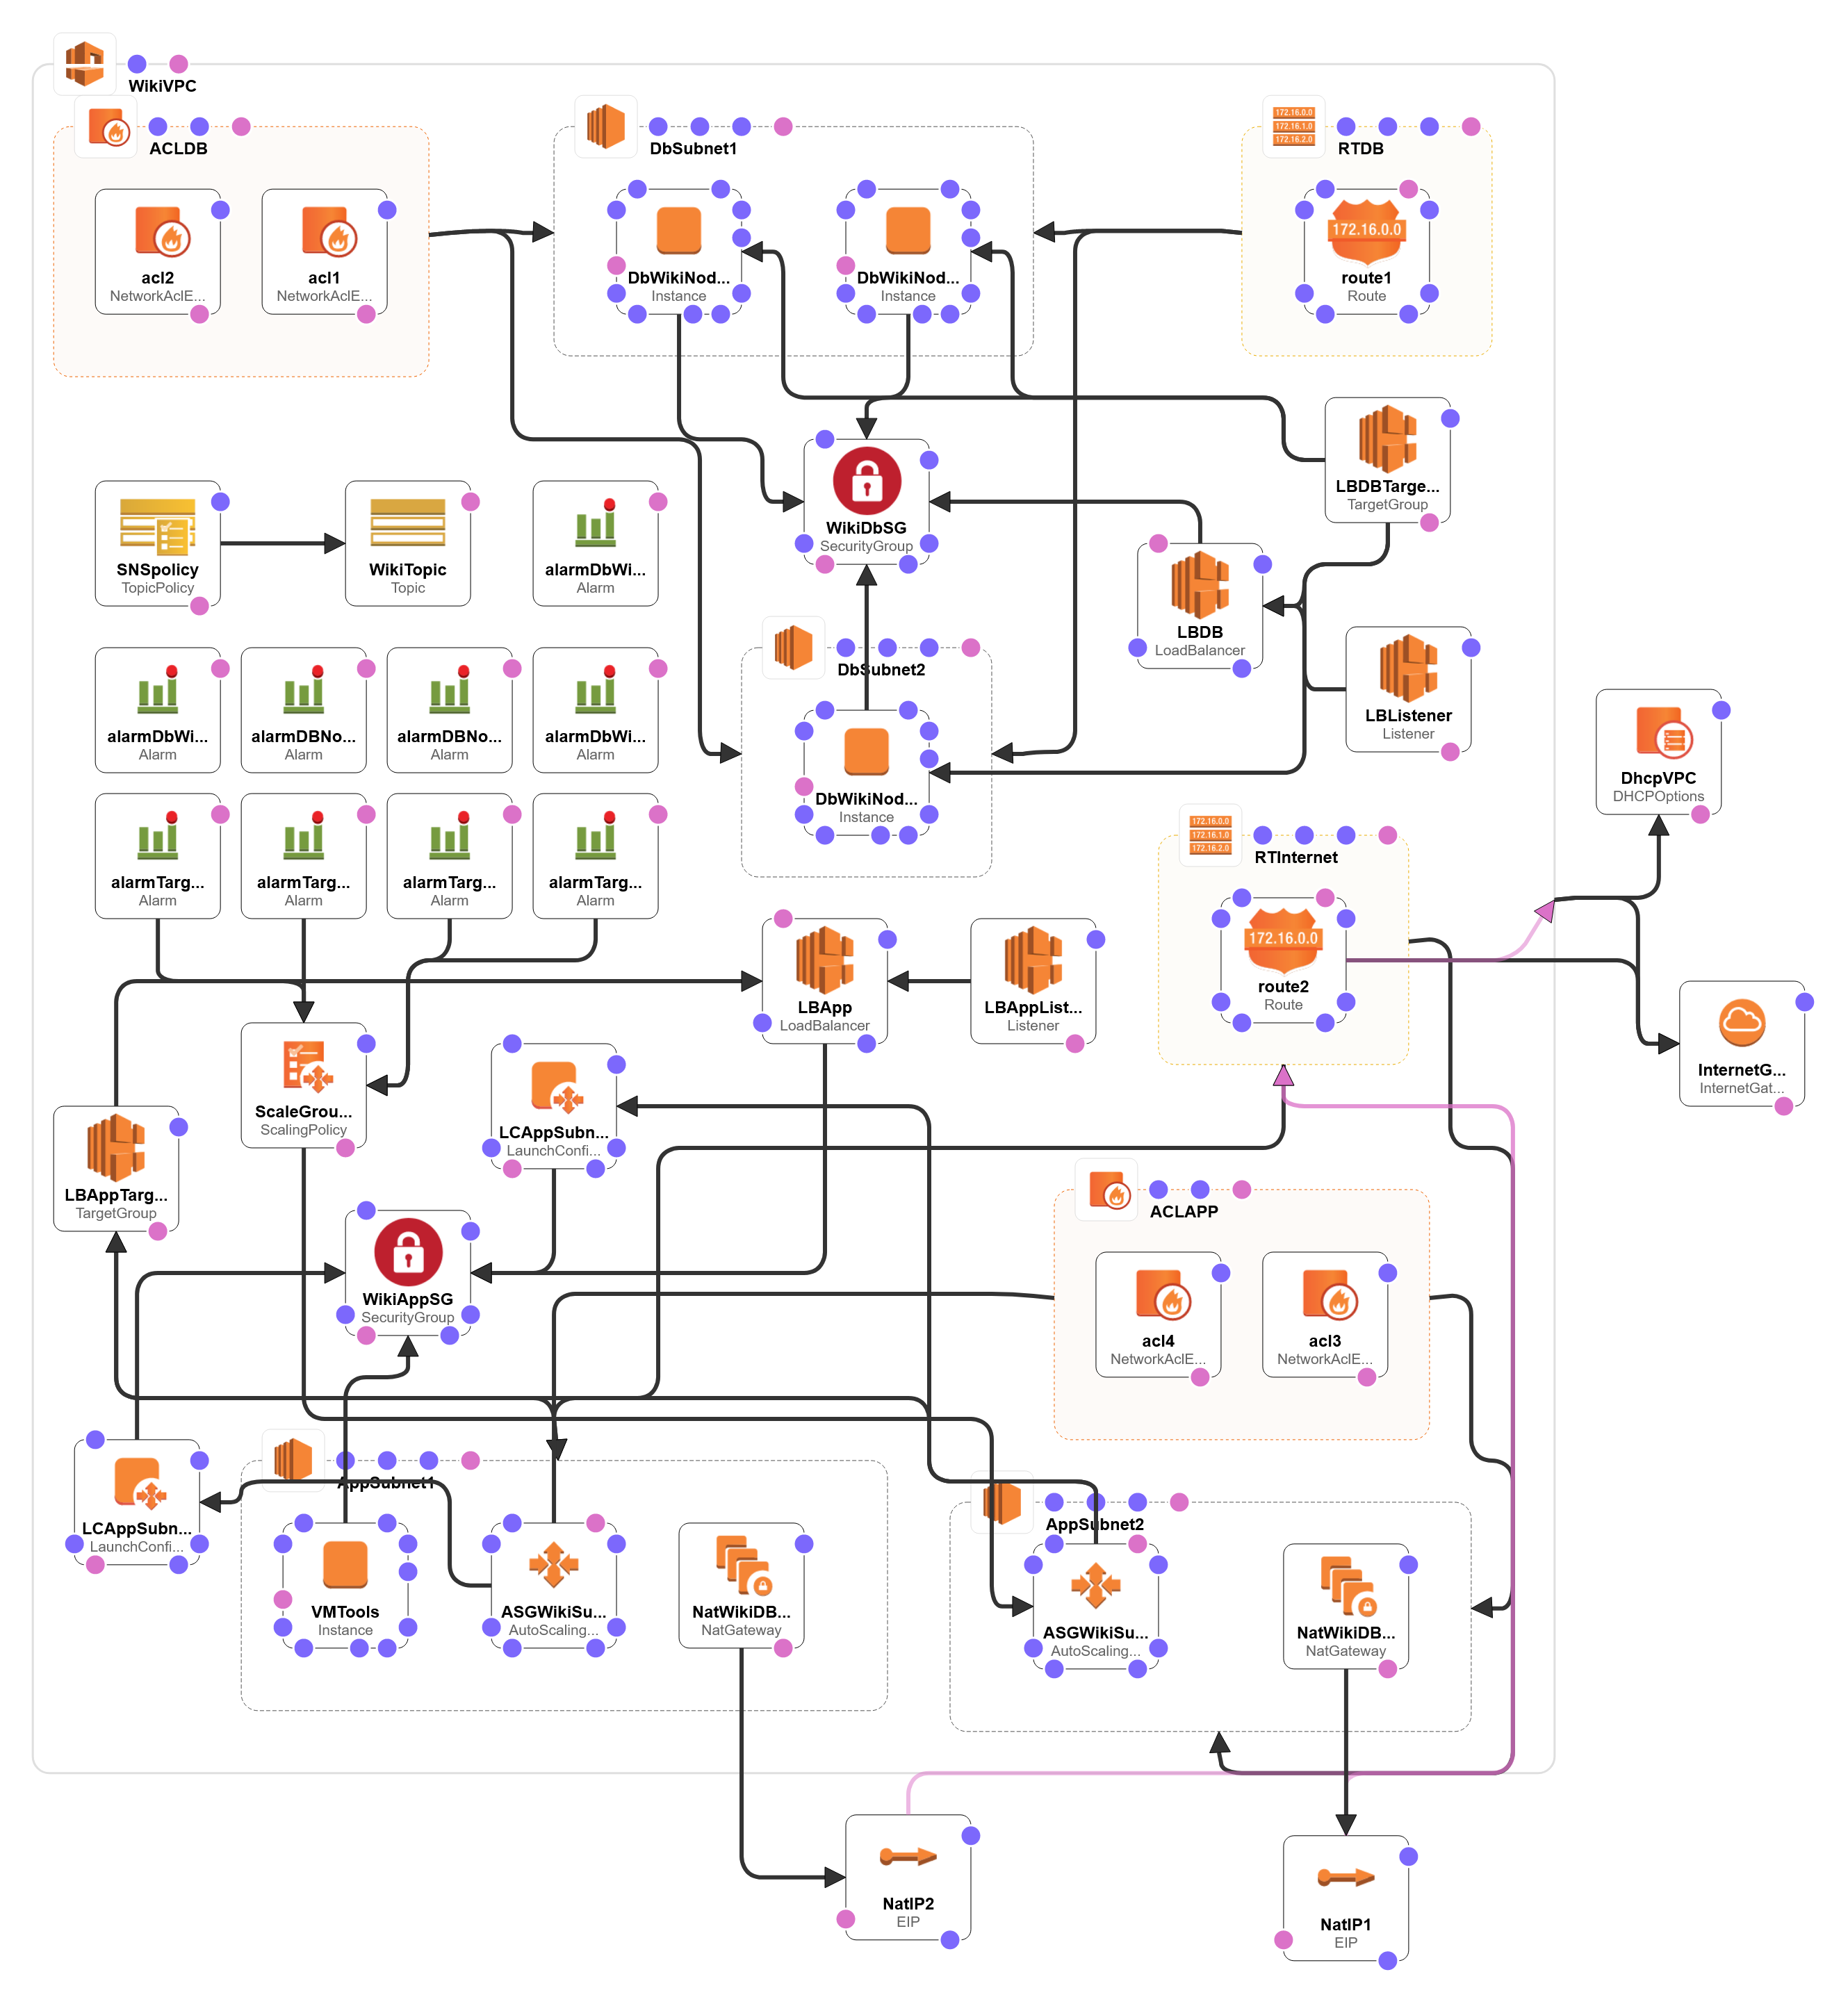 WikiVPC
ACLDB
DbSubnet1
172.16.0.0
172.16.1.0
172.16.2.0
RTDB
acl2
NetworkAclE...
acl1
NetworkAclE...
DbWikiNod...
Instance
DbWikiNod...
Instance
172.16.0.0
route1
Route
LBDBTarge...
TargetGroup
SNSpolicy
TopicPolicy
WikiTopic
Topic
alarmDbWi...
Alarm
WikiDbSG
SecurityGroup
LBDB
LoadBalancer
DbSubnet2
LBListener
Listener
alarmDbWi...
Alarm
alarmDBNo...
Alarm
alarmDBNo...
Alarm
alarmDbWi...
Alarm
DbWikiNod...
Instance
DhcpVPC
DHCPOptions
172.16.0.0
172.16.1.0
172.16.2.0
RTInternet
alarmTarg...
Alarm
alarmTarg...
Alarm
alarmTarg...
Alarm
alarmTarg...
Alarm
LBApp
LoadBalancer
LBAppList...
Listener
172.16.0.0
route2
Route
InternetG...
InternetGat...
ScaleGrou...
ScalingPolicy
LCAppSubn...
LaunchConfi...
LBAppTarg...
TargetGroup
ACLAPP
WikiAppSG
SecurityGroup
acl4
NetworkAclE...
acl3
NetworkAclE...
LCAppSubn...
LaunchConfi...
AppSubnet1
AppSubnet2
VMTools
Instance
ASGWikiSu...
AutoScaling...
NatWikiDB...
NatGateway
ASGWikiSu...
AutoScaling...
NatWikiDB...
NatGateway
NatIP2
EIP
NatIP1
EIP